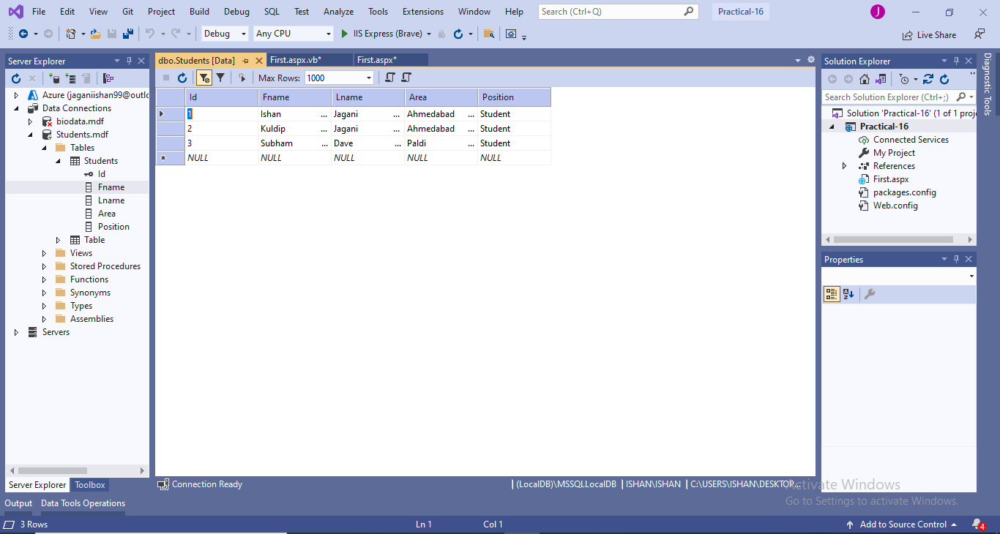 File Edit View Git Project Build Debug SQL Test Analyze Tools Extensions Window Help Search (Ctrl+Q) Practical-16 J
Debug Any CPU IIS Express (Brave) Live Share
Server Explorer
Azure (jaganiishan99@outlc
Data Connections
biodata.mdf
Students.mdf
Tables
Students
Id
Fname
Lname
Area
Position
Table
Views
Stored Procedures
Functions
Synonyms
Types
Assemblies
Servers
Server Explorer Toolbox
dbo.Students [Data] First.aspx.vb* First.aspx*
Max Rows: 1000
Id Fname Lname Area Position
1 Ishan ... Jagani ... Ahmedabad ... Student
2 Kuldip ... Jagani ... Ahmedabad ... Student
3 Subham ... Dave ... Paldi ... Student
NULL NULL NULL NULL NULL
Connection Ready | (LocalDB)\MSSQLLocalDB | ISHAN\ISHAN | C:\USERS\ISHAN\DESKTOP...
Solution Explorer
Search Solution Explorer (Ctrl+;)
Solution 'Practical-16' (1 of 1 proj
Practical-16
Connected Services
My Project
References
First.aspx
packages.config
Web.config
Properties
Diagnostic Tools
Activate Windows
Go to Settings to activate Windows.
Output Data Tools Operations
3 Rows Ln 1 Col 1 Add to Source Control 4